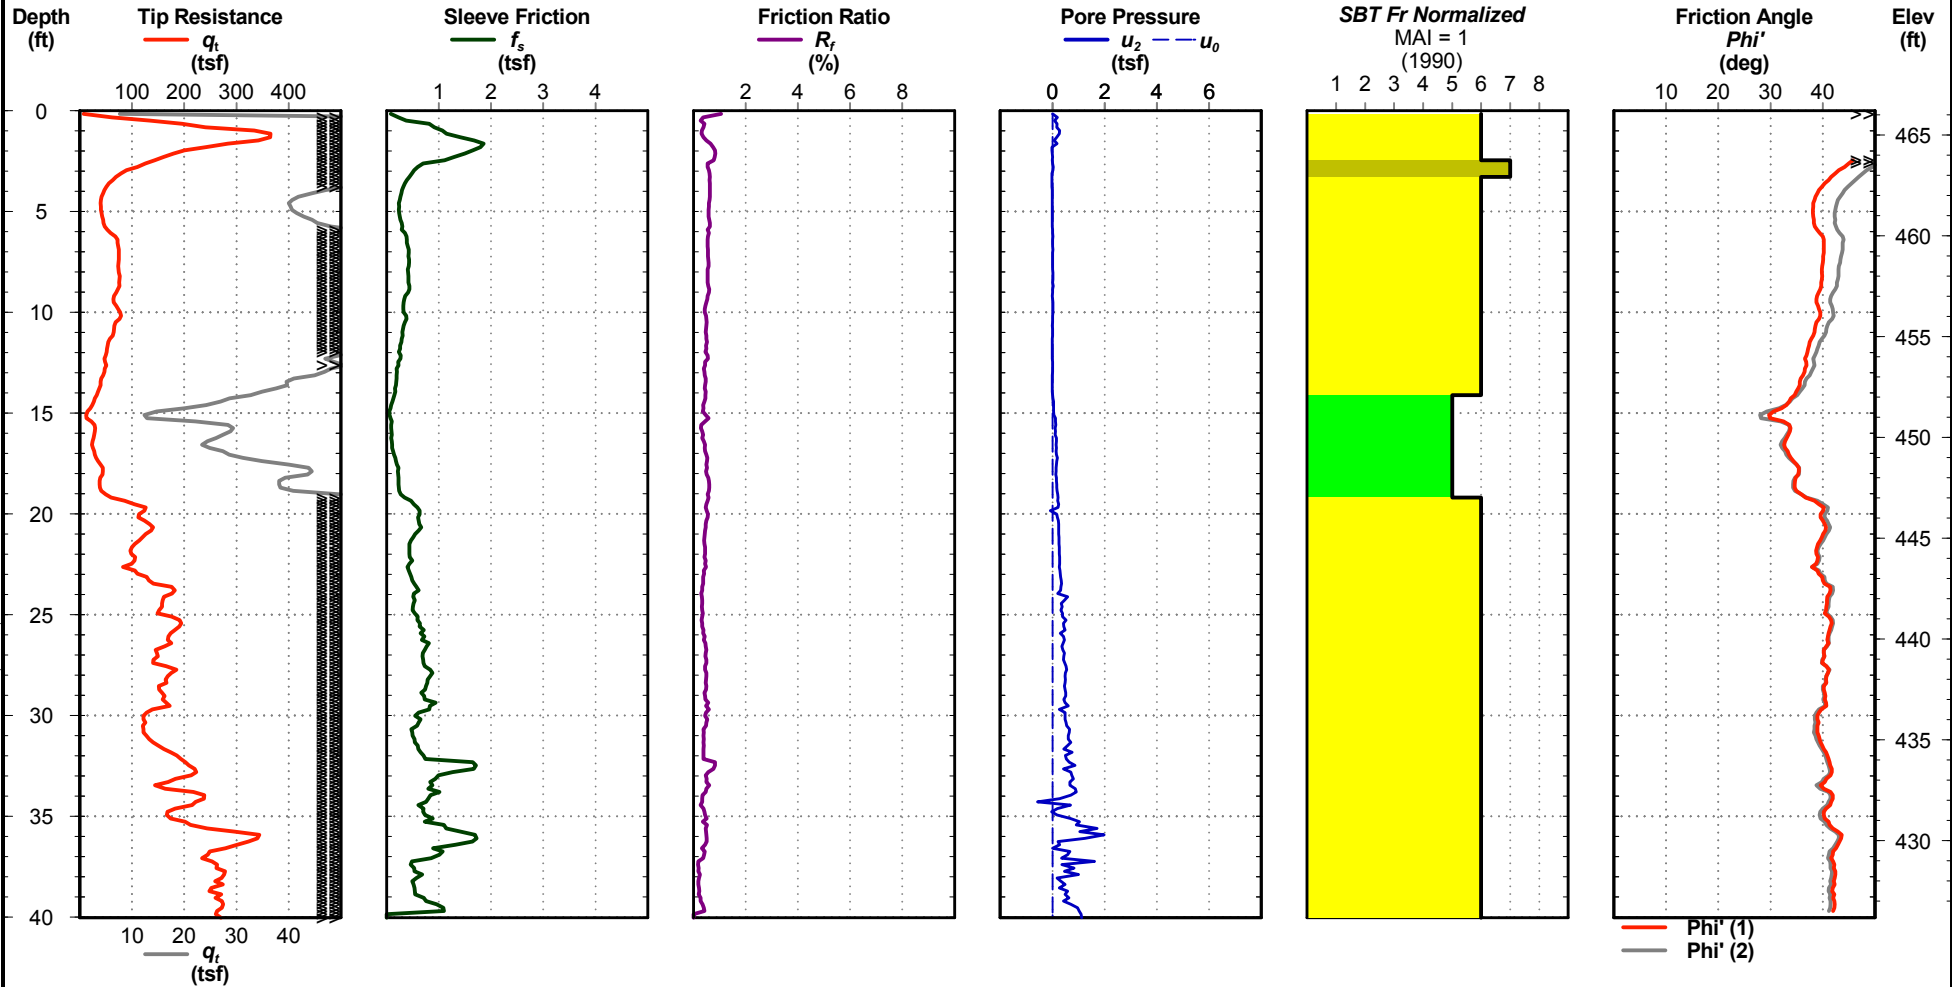 Depth
(ft)
Tip Resistance
qt
(tsf)
Sleeve Friction
fs
(tsf)
Friction Ratio
Rf
(%)
Pore Pressure
u2 u0
(tsf)
SBT Fr Normalized
MAI = 1
(1990)
Friction Angle
Phi'
(deg)
Elev
(ft)
100 200 300 400
1 2 3 4
2 4 6 8
0 2 4 6
1 2 3 4 5 6 7 8
10 20 30 40
0
5
10
15
20
25
30
35
40
465
460
455
450
445
440
435
430
10 20 30 40
qt
(tsf)
Phi' (1)
Phi' (2)